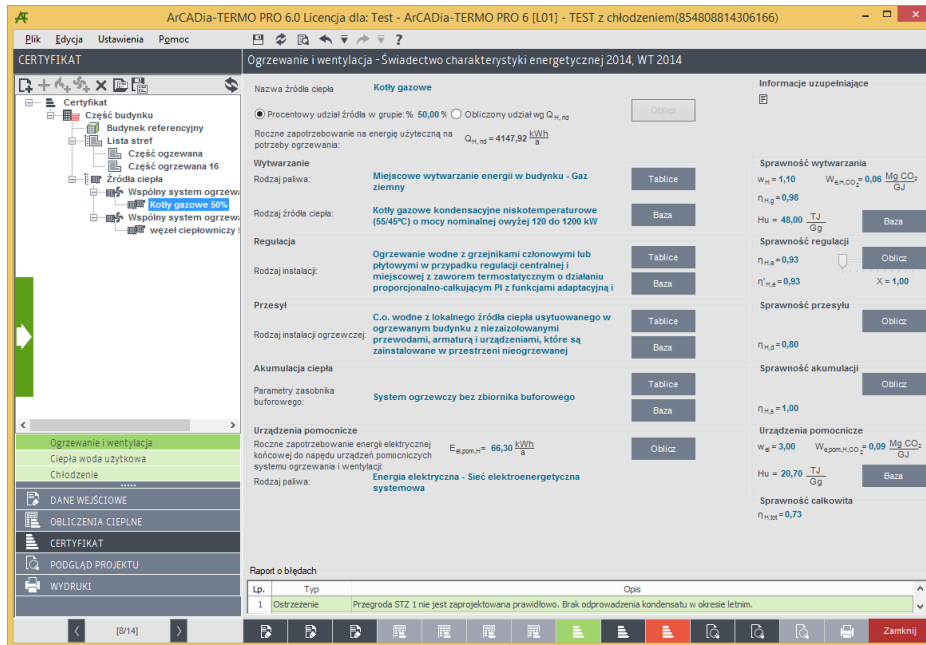 ArCADia-TERMO PRO 6.0 Licencja dla: Test - ArCADia-TERMO PRO 6 [L01] - TEST z chłodzeniem(854808814306166)
Plik Edycja Ustawienia Pomoc
CERTYFIKAT
Ogrzewanie i wentylacja - Świadectwo charakterystyki energetycznej 2014, WT 2014
Certyfikat
Część budynku
Budynek referencyjny
Lista stref
Część ogrzewana
Część ogrzewana 16
Źródła ciepła
Wspólny system ogrzew
Kotły gazowe 50%
Wspólny system ogrzew
węzeł ciepłowniczy
Ogrzewanie i wentylacja
Ciepła woda użytkowa
Chłodzenie
DANE WEJŚCIOWE
OBLICZENIA CIEPLNE
CERTYFIKAT
PODGLĄD PROJEKTU
WYDRUKI
[8/14]
Nazwa źródła ciepła Kotły gazowe
Procentowy udział źródła w grupie: % 50,00 % Obliczony udział wg Q H, nd Oblicz
Roczne zapotrzebowanie na energię użyteczną na
potrzeby ogrzewania: Q H, nd = 4147,92 kWh/a
Wytwarzanie
Rodzaj paliwa: Miejscowe wytwarzanie energii w budynku - Gaz
ziemny
Tablice
Rodzaj źródła ciepła: Kotły gazowe kondensacyjne niskotemperaturowe
(55/45°C) o mocy nominalnej owyżej 120 do 1200 kW
Baza
Regulacja
Rodzaj instalacji: Ogrzewanie wodne z grzejnikami członowymi lub
płytowymi w przypadku regulacji centralnej i
miejscowej z zaworem termostatycznym o działaniu
proporcjonalno-całkującym PI z funkcjami adaptacyjną i
Tablice
Baza
Przesył
Rodzaj instalacji ogrzewczej: C.o. wodne z lokalnego źródła ciepła usytuowanego w
ogrzewanym budynku z niezaizolowanymi
przewodami, armaturą i urządzeniami, które są
zainstalowane w przestrzeni nieogrzewanej
Tablice
Baza
Akumulacja ciepła
Parametry zasobnika
buforowego: System ogrzewczy bez zbiornika buforowego
Tablice
Baza
Urządzenia pomocnicze
Roczne zapotrzebowanie energii elektrycznej
końcowej do napędu urządzeń pomocniczych
systemu ogrzewania i wentylacji:
E el,pom,H = 66,30 kWh/a
Oblicz
Rodzaj paliwa: Energia elektryczna - Sieć elektroenergetyczna
systemowa
Informacje uzupełniające
Sprawność wytwarzania
w H = 1,10 W e,H,CO2 = 0,06 Mg CO2/GJ
η H,g = 0,98
Hu = 48,00 TJ/Gg Baza
Sprawność regulacji
η H,e = 0,93 Oblicz
η' H,e = 0,93 X = 1,00
Sprawność przesyłu
Oblicz
η H,d = 0,80
Sprawność akumulacji
Oblicz
η H,s = 1,00
Urządzenia pomocnicze
w el = 3,00 W e,pom,H,CO2 = 0,09 Mg CO2/GJ
Hu = 20,70 TJ/Gg Baza
Sprawność całkowita
η H,tot = 0,73
Raport o błędach
Lp. Typ Opis
1 Ostrzeżenie Przegroda STZ 1 nie jest zaprojektowana prawidłowo. Brak odprowadzenia kondensatu w okresie letnim.
Zamknij